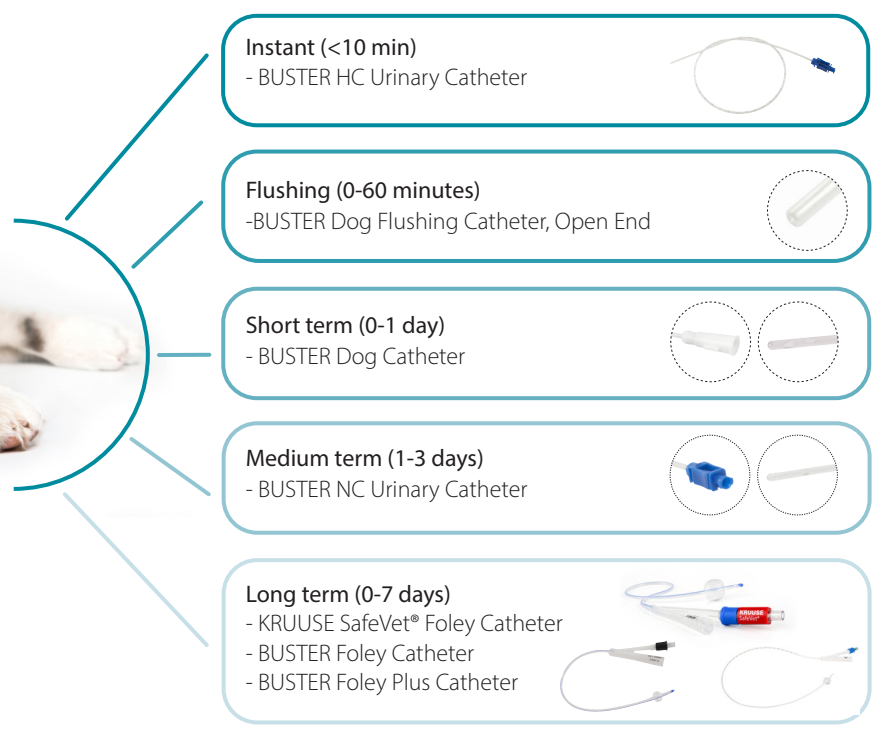 Instant (<10 min)
- BUSTER HC Urinary Catheter
Flushing (0-60 minutes)
-BUSTER Dog Flushing Catheter, Open End
Short term (0-1 day)
- BUSTER Dog Catheter
Medium term (1-3 days)
- BUSTER NC Urinary Catheter
Long term (0-7 days)
- KRUUSE SafeVet® Foley Catheter
- BUSTER Foley Catheter
- BUSTER Foley Plus Catheter
KRUUSE
SafeVet®